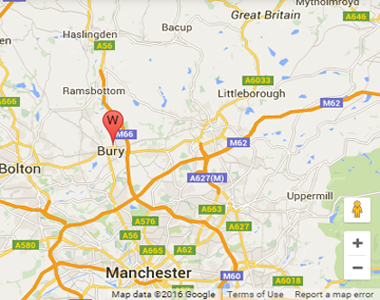 Mytholmroyd
Great Britain
A646
Bacup
Haslingden
A56
Ramsbottom
A6033
Littleborough
A666
M62
W
M66
Bury
M62
Bolton
A627(M)
Uppermill
A663
A576
A627
A56
A580
A665
A62
Manchester
M60
A6018
+
−
Map data ©2016 Google Terms of Use Report a map error